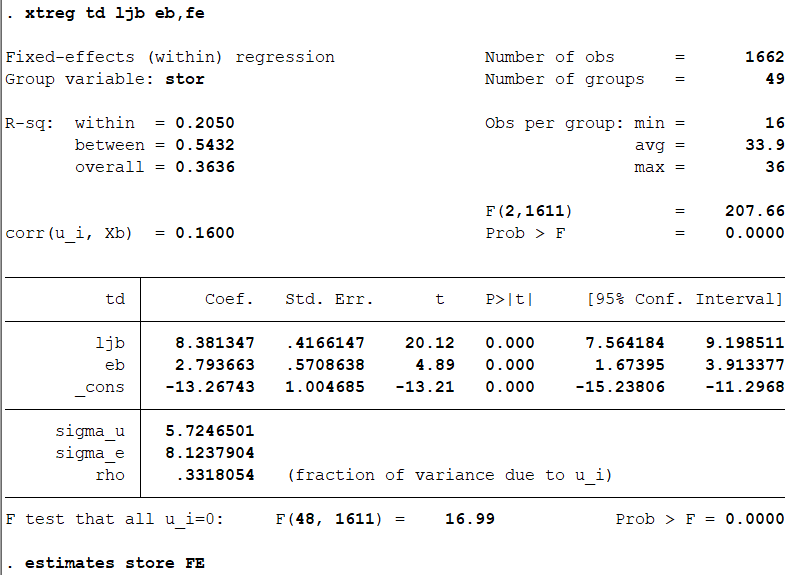 . xtreg td ljb eb,fe
Fixed-effects (within) regression Number of obs = 1662
Group variable: stor Number of groups = 49
R-sq: within = 0.2050 Obs per group: min = 16
between = 0.5432 avg = 33.9
overall = 0.3636 max = 36
F(2,1611) = 207.66
corr(u_i, Xb) = 0.1600 Prob > F = 0.0000
td Coef. Std. Err. t P>|t| [95% Conf. Interval]
ljb 8.381347 .4166147 20.12 0.000 7.564184 9.198511
eb 2.793663 .5708638 4.89 0.000 1.67395 3.913377
_cons -13.26743 1.004685 -13.21 0.000 -15.23806 -11.2968
sigma_u 5.7246501
sigma_e 8.1237904
rho .3318054 (fraction of variance due to u_i)
F test that all u_i=0: F(48, 1611) = 16.99 Prob > F = 0.0000
. estimates store FE